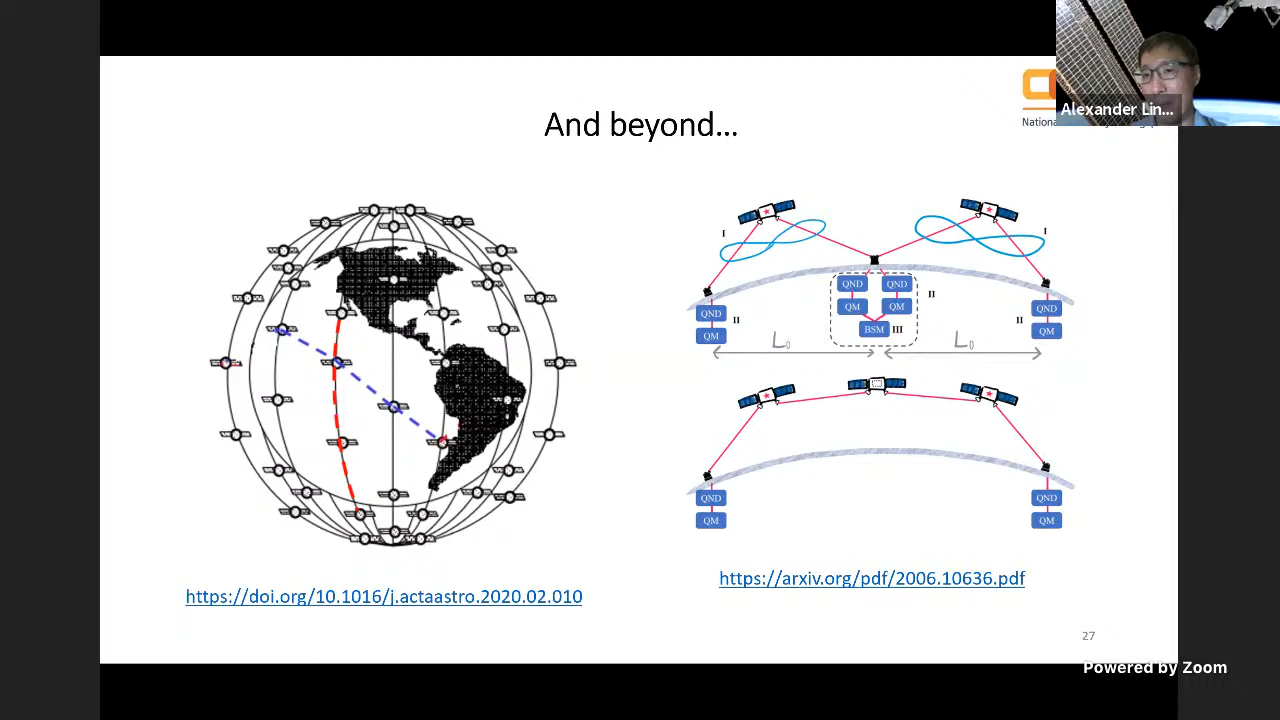 And beyond...
Alexander Lin...
National
I
I
QND
QND
QND
II
QM
QM
QM
II
BSM
III
L₀
L₀
II
QND
QM
QND
QM
QND
QM
https://doi.org/10.1016/j.actaastro.2020.02.010
https://arxiv.org/pdf/2006.10636.pdf
27
Powered by Zoom